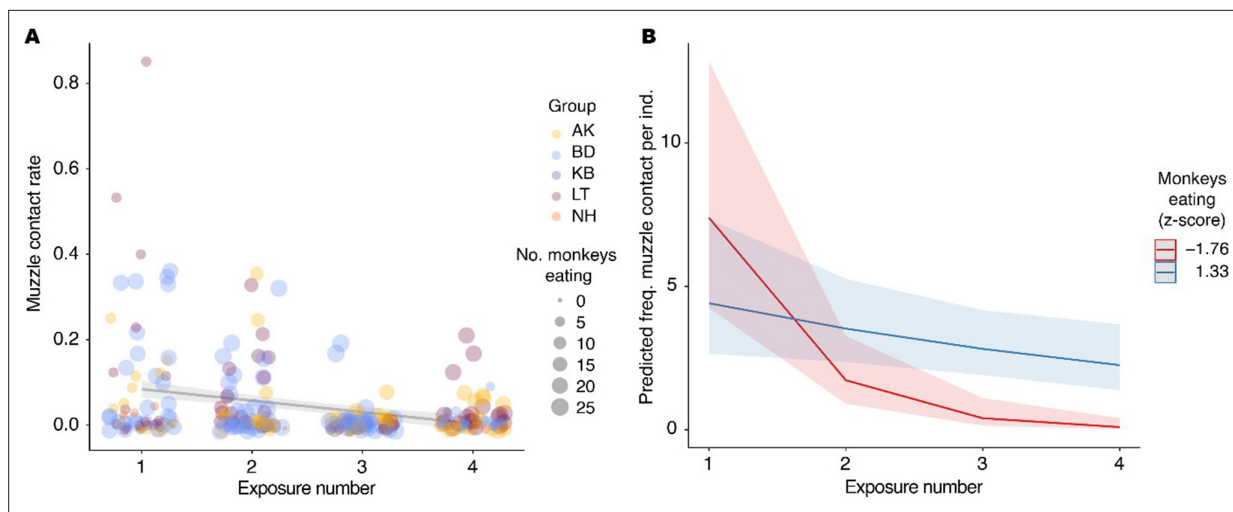 A
Muzzle contact rate
0.8
0.6
0.4
0.2
0.0
1 2 3 4
Exposure number
Group
AK
BD
KB
LT
NH
No. monkeys
eating
0
5
10
15
20
25
B
Predicted freq. muzzle contact per ind.
10
5
0
1 2 3 4
Exposure number
Monkeys
eating
(z-score)
−1.76
1.33